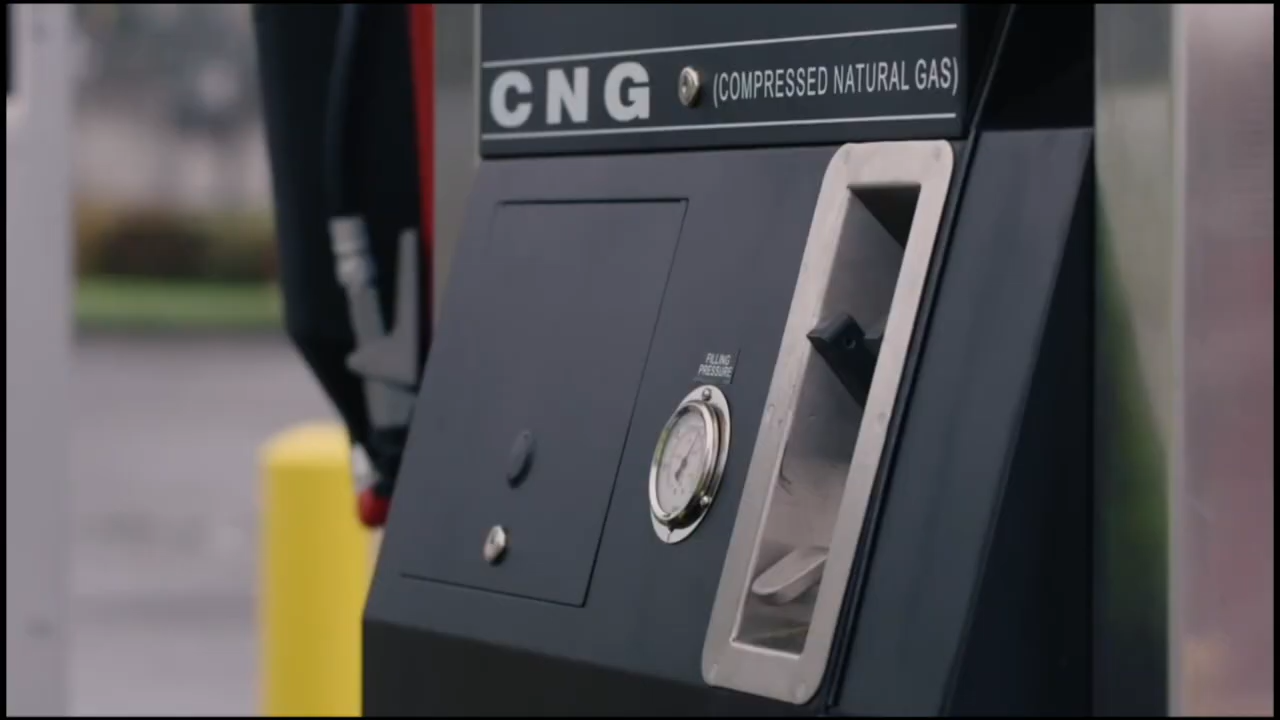 CNG (COMPRESSED NATURAL GAS)
FILLING
PRESSURE